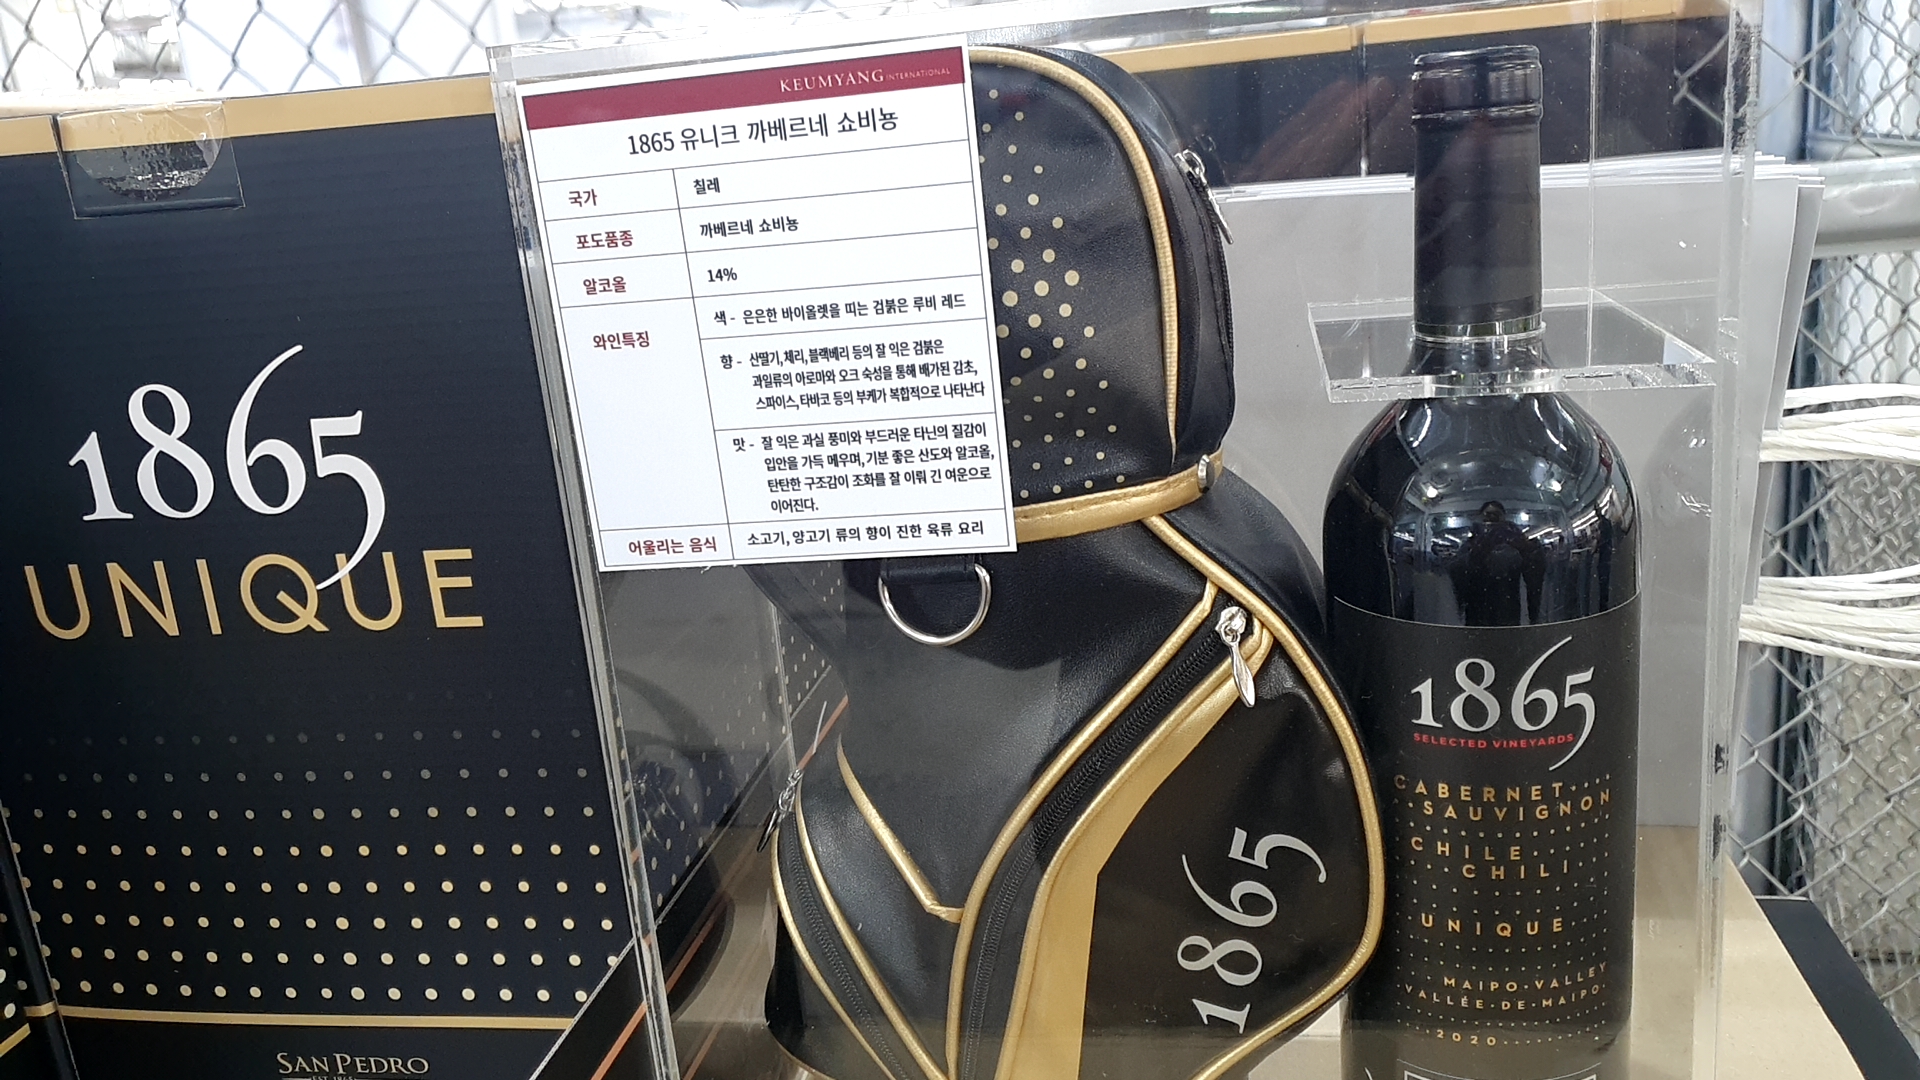 1865
UNIQUE
SAN PEDRO
EST. 1865
KEUMYANG INTERNATIONAL
1865 유니크 까베르네 쇼비뇽
국가
칠레
포도품종
까베르네 쇼비뇽
알코올
14%
와인특징
색 - 은은한 바이올렛을 띠는 검붉은 루비 레드
향 - 산딸기, 체리, 블랙베리 등의 잘 익은 검붉은
과일류의 아로마와 오크 숙성을 통해 배가된 감초,
스파이스, 타바코 등의 부케가 복합적으로 나타난다
맛 - 잘 익은 과실 풍미와 부드러운 타닌의 질감이
입안을 가득 메우며, 기분 좋은 산도와 알코올,
탄탄한 구조감이 조화를 잘 이뤄 긴 여운으로
이어진다.
어울리는 음식
소고기, 양고기 류의 향이 진한 육류 요리
1865
1865
SELECTED VINEYARDS
CABERNET
SAUVIGNON
CHILE
CHILI
UNIQUE
MAIPO·VALLEY
VALLÉE·DE·MAIPO
2020